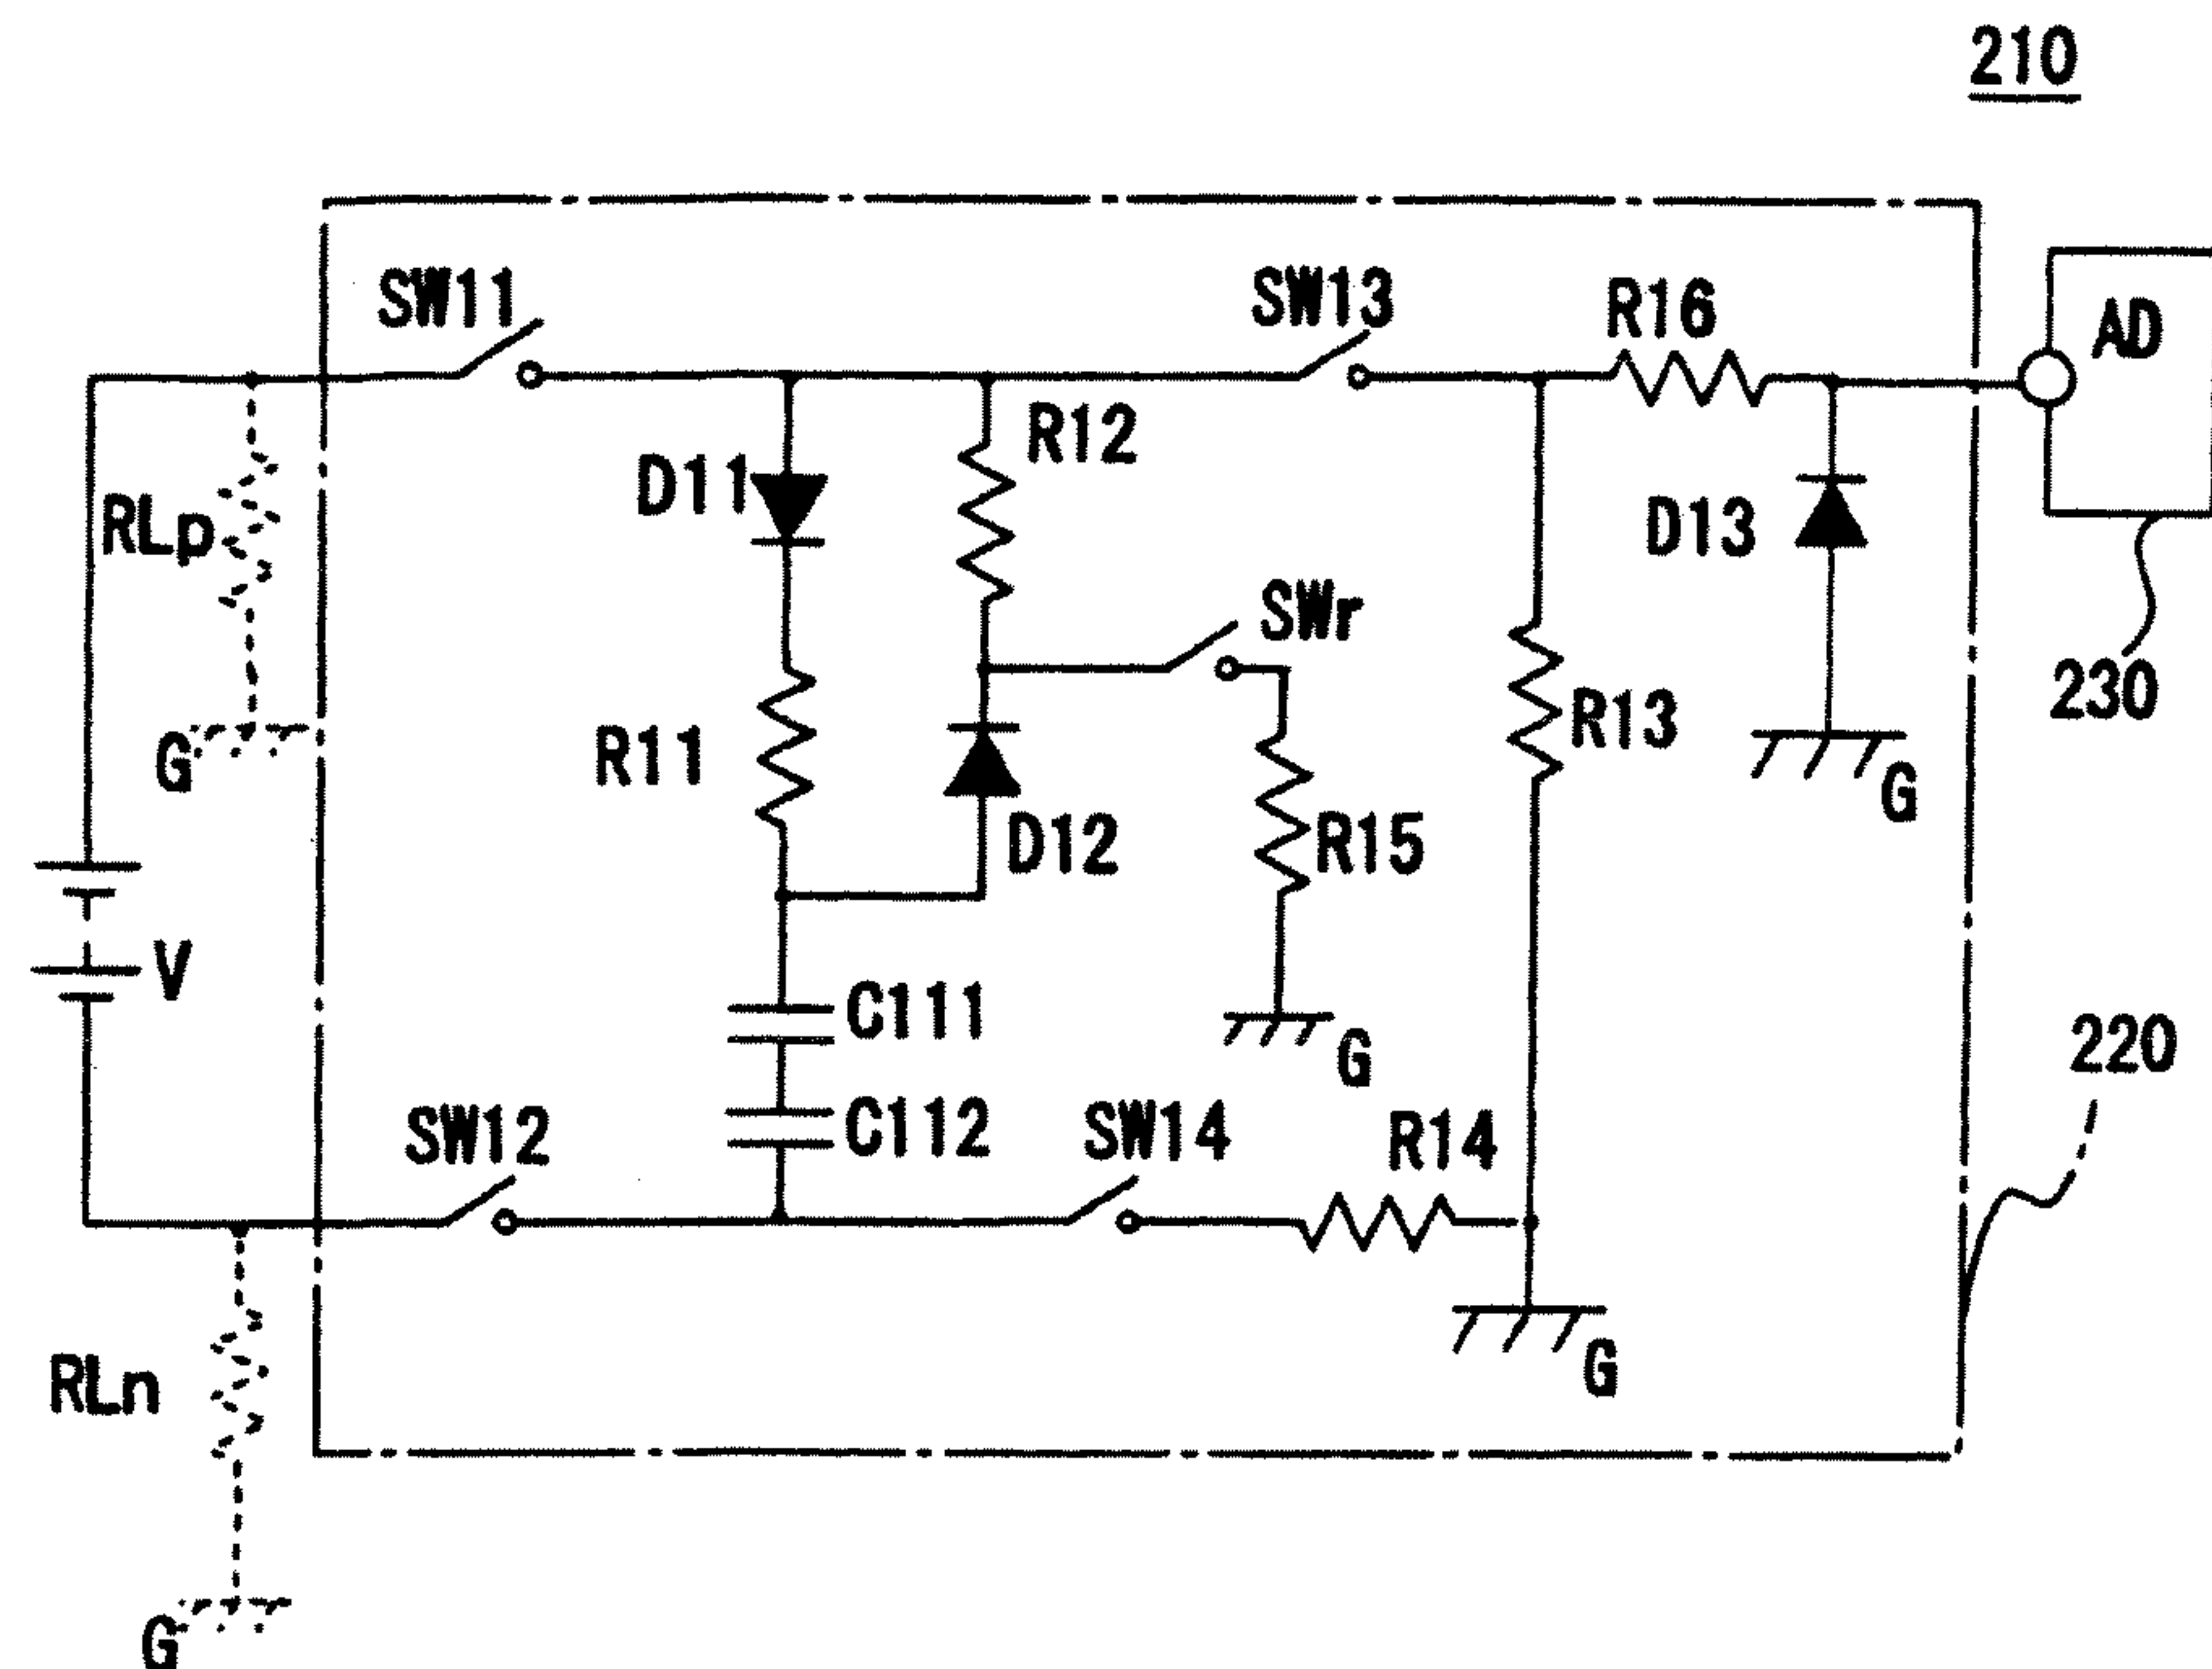 210
SW11
SW13
R16
AD
R12
D11
RLp
D13
SWr
230
R13
G
R11
G
D12
R15
V
C111
G
220
C112
SW12
SW14
R14
RLn
G
G